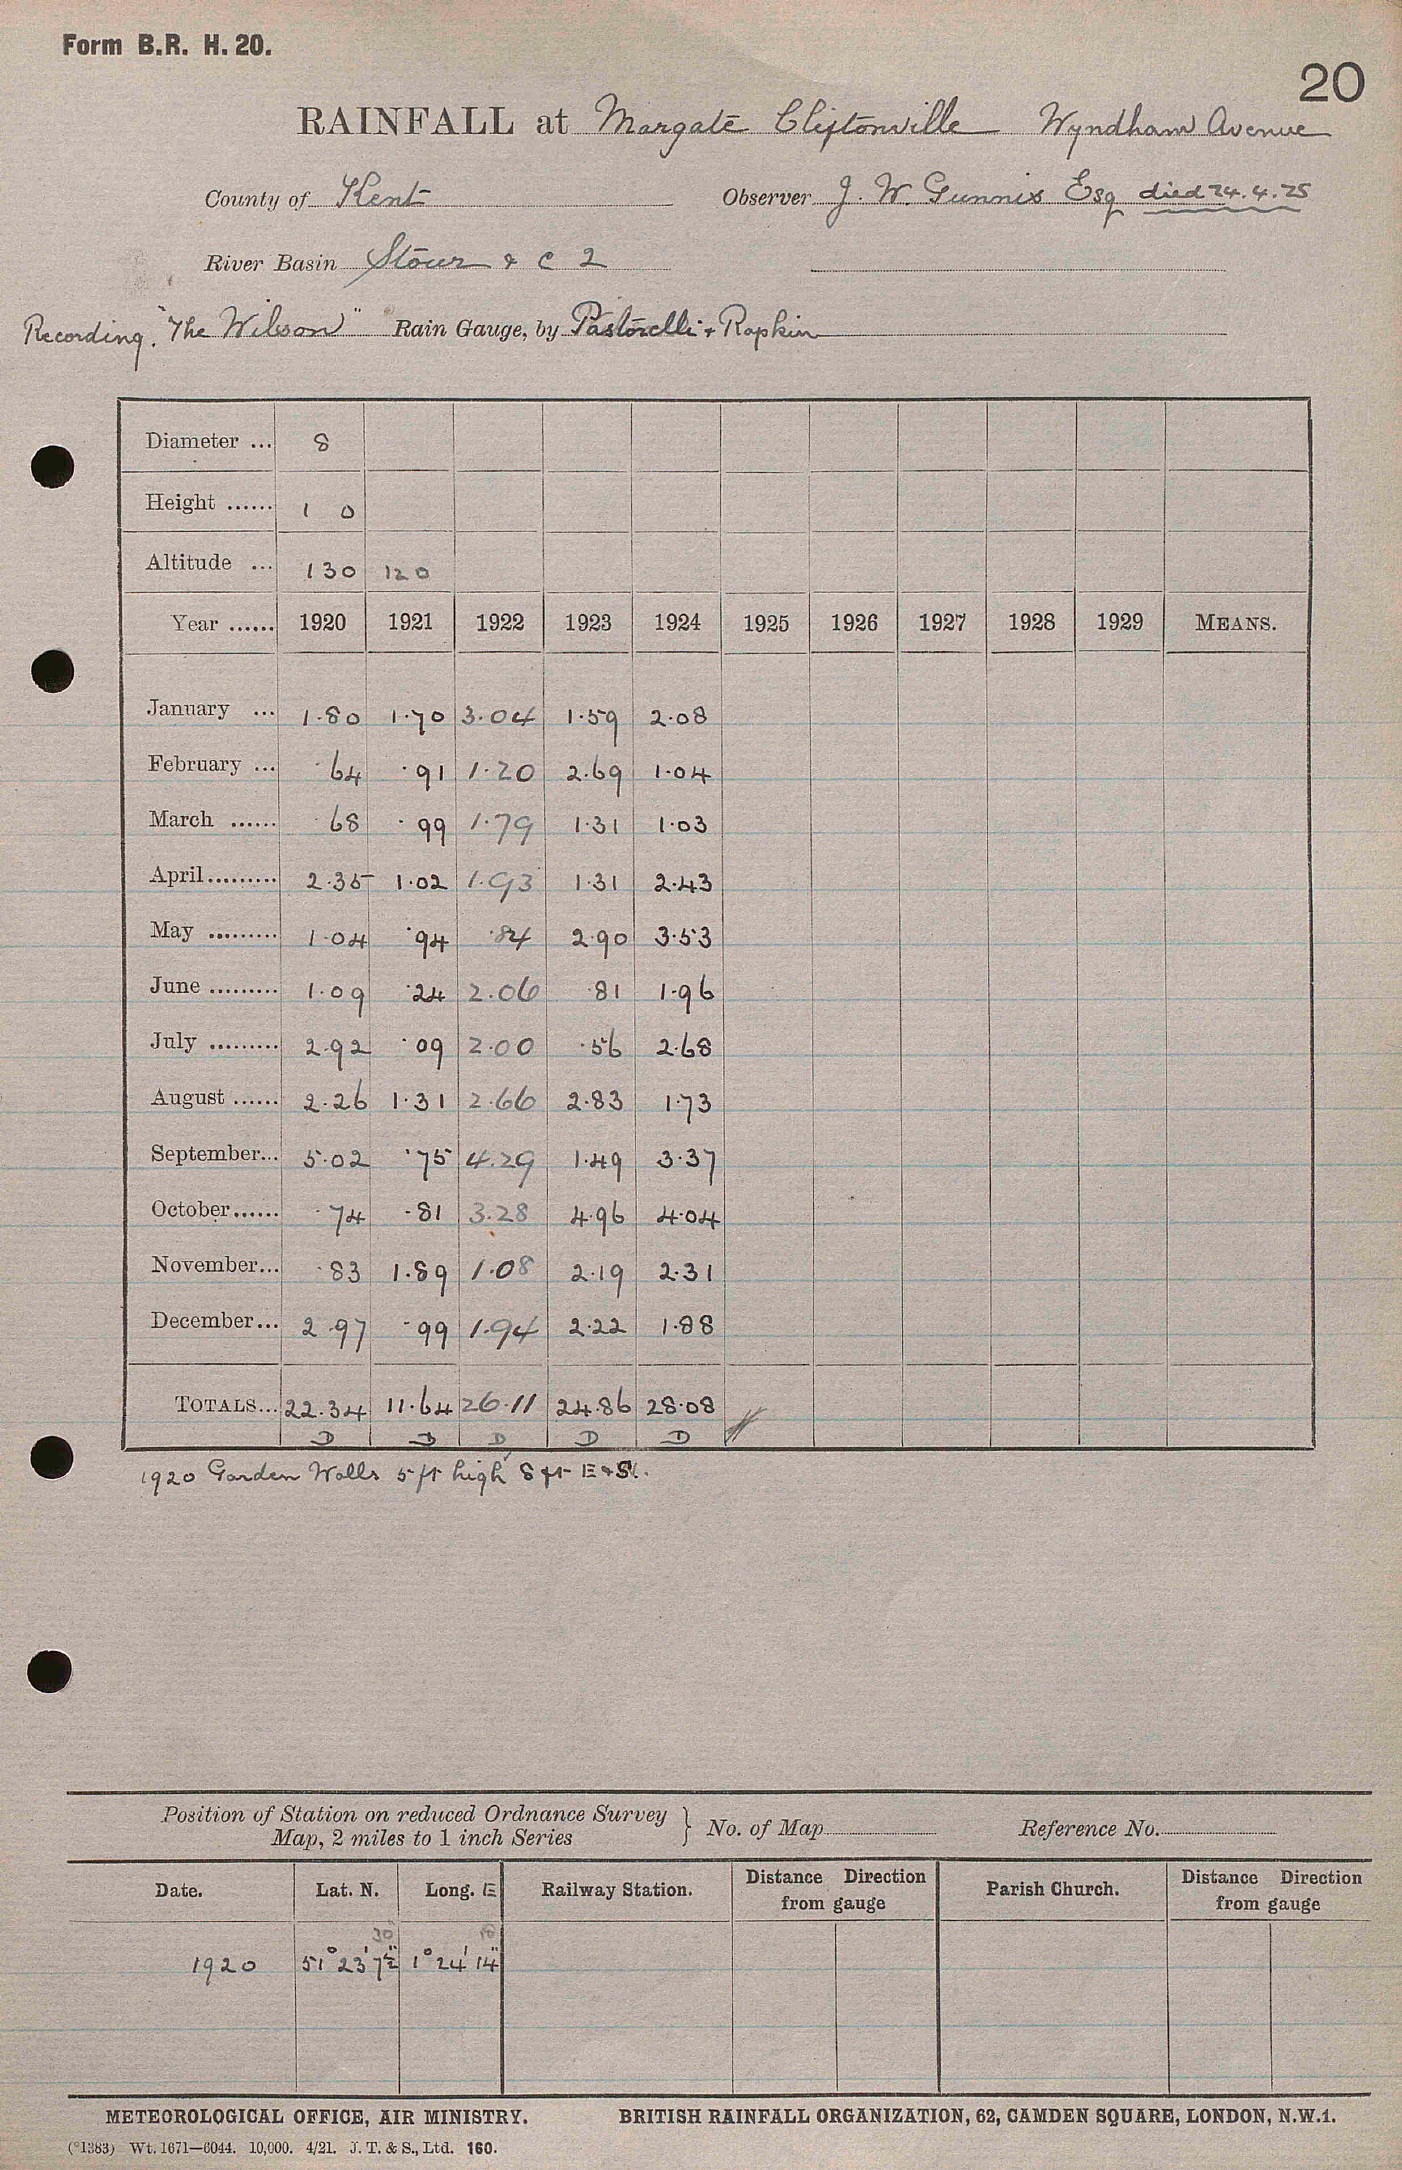 Form B.R. H. 20.
20
RAINFALL at Margate Cliftonville Wyndham Avenue
County of Kent Observer J. W. Gunnis Esq died 24.4.25
River Basin Stour & C 2
Recording. "The Wilson" Rain Gauge, by Pastorelli & Rapkin
Diameter ... 8
Height ...... 1 0
Altitude ... 130 120
Year ...... 1920 1921 1922 1923 1924 1925 1926 1927 1928 1929 MEANS.
January ... 1.80 1.70 3.04 1.59 2.08
February ... .64 .91 1.20 2.69 1.04
March ...... .68 .99 1.79 1.31 1.03
April ......... 2.35 1.02 1.93 1.31 2.43
May ......... 1.04 .94 .84 2.90 3.53
June ......... 1.09 .24 2.06 .81 1.96
July ......... 2.92 .09 2.00 .56 2.68
August ...... 2.26 1.31 2.66 2.83 1.73
September... 5.02 .75 4.29 1.49 3.37
October...... .74 .81 3.28 4.96 4.04
November... .83 1.89 1.08 2.19 2.31
December... 2.97 .99 1.94 2.22 1.88
TOTALS... 22.34 11.64 26.11 24.86 28.08
D D D D D
1920 Garden Walls 5 ft high 8 ft E & S.
Position of Station on reduced Ordnance Survey
Map, 2 miles to 1 inch Series } No. of Map Reference No.
Date. Lat. N. Long. E Railway Station. Distance Direction from gauge Parish Church. Distance Direction from gauge
30 10
1920 51° 23' 7½" 1° 24' 14"
METEOROLOGICAL OFFICE, AIR MINISTRY. BRITISH RAINFALL ORGANIZATION, 62, CAMDEN SQUARE, LONDON, N.W.1.
(*1383) Wt. 1671—6044. 10,000. 4/21. J. T. & S., Ltd. 160.